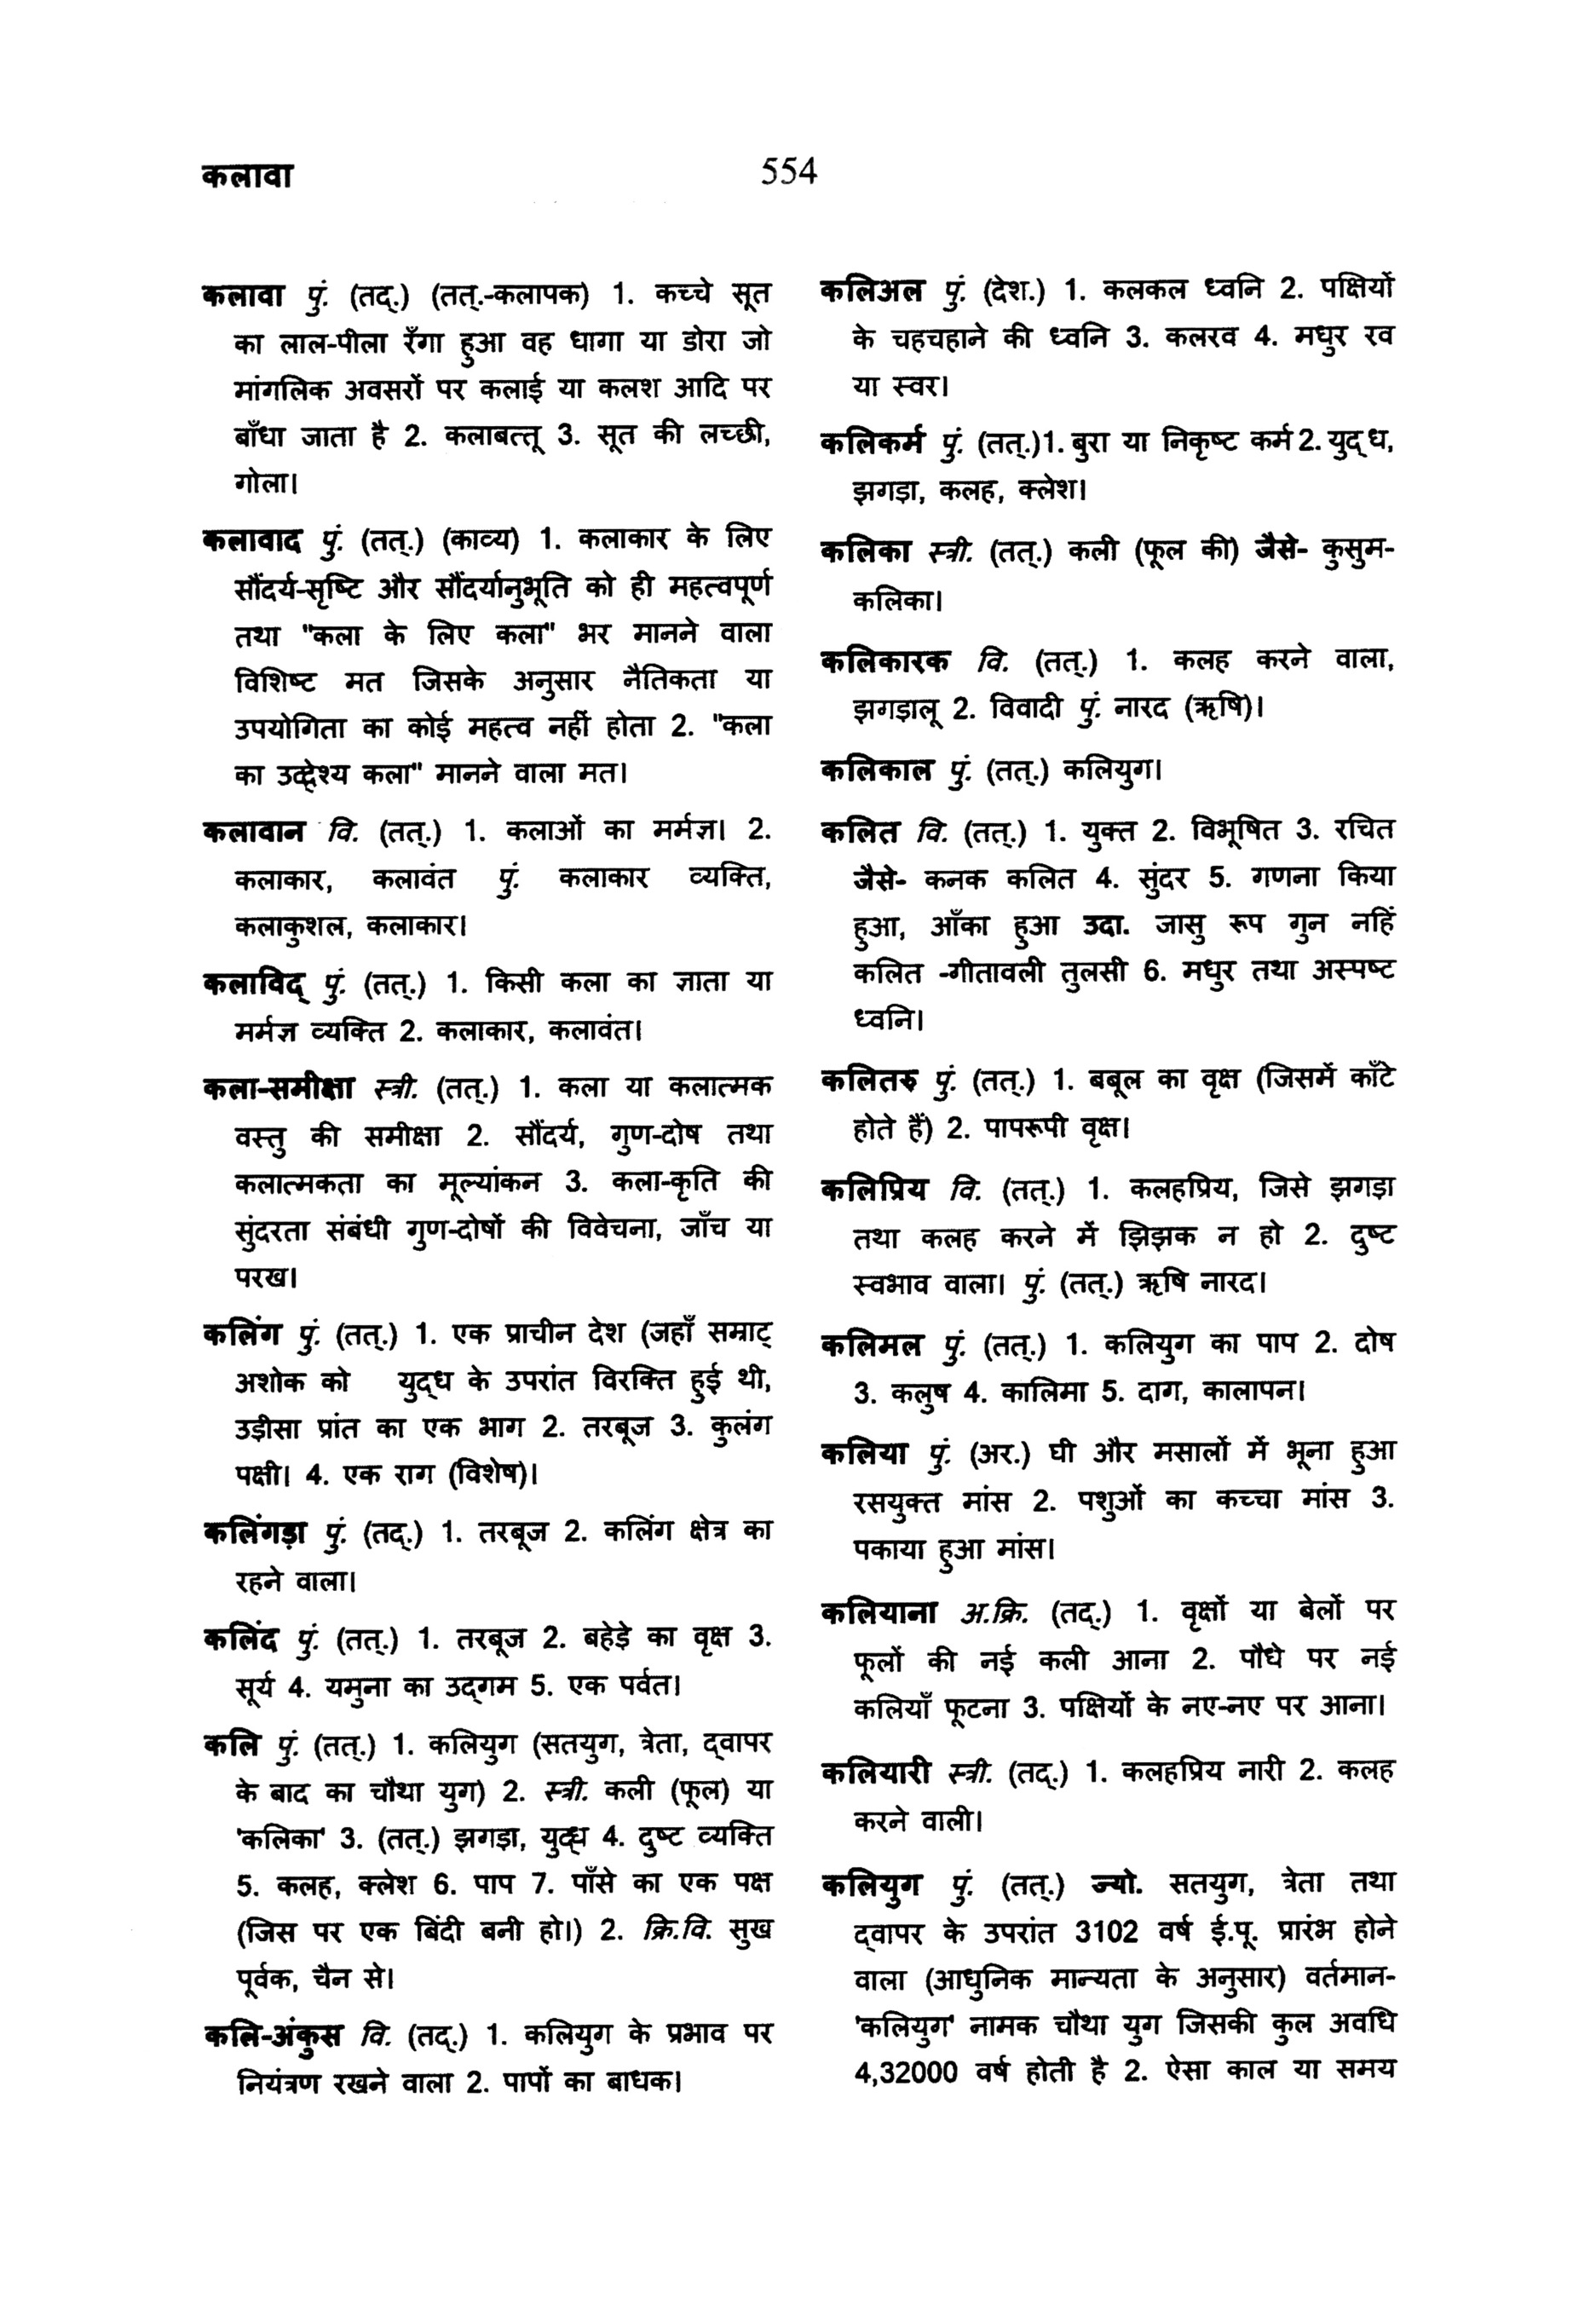 कलावा
554
कलावा पुं. (तद्.) (तत्.-कलापक) 1. कच्चे सूत
का लाल-पीला रँगा हुआ वह धागा या डोरा जो
मांगलिक अवसरों पर कलाई या कलश आदि पर
बाँधा जाता है 2. कलाबत्तू 3. सूत की लच्छी,
गोला।
कलावाद पुं. (तत्.) (काव्य) 1. कलाकार के लिए
सौंदर्य-सृष्टि और सौंदर्यानुभूति को ही महत्वपूर्ण
तथा "कला के लिए कला" भर मानने वाला
विशिष्ट मत जिसके अनुसार नैतिकता या
उपयोगिता का कोई महत्व नहीं होता 2. "कला
का उद्देश्य कला" मानने वाला मत।
कलावान वि. (तत्.) 1. कलाओं का मर्मज्ञ। 2.
कलाकार, कलावंत पुं. कलाकार व्यक्ति,
कलाकुशल, कलाकार।
कलाविद् पुं. (तत्.) 1. किसी कला का ज्ञाता या
मर्मज्ञ व्यक्ति 2. कलाकार, कलावंत।
कला-समीक्षा स्त्री. (तत्.) 1. कला या कलात्मक
वस्तु की समीक्षा 2. सौंदर्य, गुण-दोष तथा
कलात्मकता का मूल्यांकन 3. कला-कृति की
सुंदरता संबंधी गुण-दोषों की विवेचना, जाँच या
परख।
कलिंग पुं. (तत्.) 1. एक प्राचीन देश (जहाँ सम्राट्
अशोक को युद्ध के उपरांत विरक्ति हुई थी,
उड़ीसा प्रांत का एक भाग 2. तरबूज 3. कुलंग
पक्षी। 4. एक राग (विशेष)।
कलिंगड़ा पुं. (तद्.) 1. तरबूज 2. कलिंग क्षेत्र का
रहने वाला।
कलिंद पुं. (तत्.) 1. तरबूज 2. बहेड़े का वृक्ष 3.
सूर्य 4. यमुना का उद्गम 5. एक पर्वत।
कलि पुं. (तत्.) 1. कलियुग (सतयुग, त्रेता, द्वापर
के बाद का चौथा युग) 2. स्त्री. कली (फूल) या
'कलिका' 3. (तत्.) झगड़ा, युद्ध 4. दुष्ट व्यक्ति
5. कलह, क्लेश 6. पाप 7. पाँसे का एक पक्ष
(जिस पर एक बिंदी बनी हो।) 2. क्रि.वि. सुख
पूर्वक, चैन से।
कलि-अंकुस वि. (तद्.) 1. कलियुग के प्रभाव पर
नियंत्रण रखने वाला 2. पापों का बाधक।
कलिअल पुं. (देश.) 1. कलकल ध्वनि 2. पक्षियों
के चहचहाने की ध्वनि 3. कलरव 4. मधुर रव
या स्वर।
कलिकर्म पुं. (तत्.)1. बुरा या निकृष्ट कर्म 2. युद्ध,
झगड़ा, कलह, क्लेश।
कलिका स्त्री. (तत्.) कली (फूल की) जैसे- कुसुम-
कलिका।
कलिकारक वि. (तत्.) 1. कलह करने वाला,
झगड़ालू 2. विवादी पुं. नारद (ऋषि)।
कलिकाल पुं. (तत्.) कलियुग।
कलित वि. (तत्.) 1. युक्त 2. विभूषित 3. रचित
जैसे- कनक कलित 4. सुंदर 5. गणना किया
हुआ, आँका हुआ उदा. जासु रूप गुन नहिं
कलित -गीतावली तुलसी 6. मधुर तथा अस्पष्ट
ध्वनि।
कलितरु पुं. (तत्.) 1. बबूल का वृक्ष (जिसमें काँटे
होते हैं) 2. पापरूपी वृक्ष।
कलिप्रिय वि. (तत्.) 1. कलहप्रिय, जिसे झगड़ा
तथा कलह करने में झिझक न हो 2. दुष्ट
स्वभाव वाला। पुं. (तत्.) ऋषि नारद।
कलिमल पुं. (तत्.) 1. कलियुग का पाप 2. दोष
3. कलुष 4. कालिमा 5. दाग, कालापन।
कलिया पुं. (अर.) घी और मसालों में भूना हुआ
रसयुक्त मांस 2. पशुओं का कच्चा मांस 3.
पकाया हुआ मांस।
कलियाना अ.क्रि. (तद्.) 1. वृक्षों या बेलों पर
फूलों की नई कली आना 2. पौधे पर नई
कलियाँ फूटना 3. पक्षियों के नए-नए पर आना।
कलियारी स्त्री. (तद्.) 1. कलहप्रिय नारी 2. कलह
करने वाली।
कलियुग पुं. (तत्.) ज्यो. सतयुग, त्रेता तथा
द्वापर के उपरांत 3102 वर्ष ई.पू. प्रारंभ होने
वाला (आधुनिक मान्यता के अनुसार) वर्तमान-
'कलियुग' नामक चौथा युग जिसकी कुल अवधि
4,32000 वर्ष होती है 2. ऐसा काल या समय